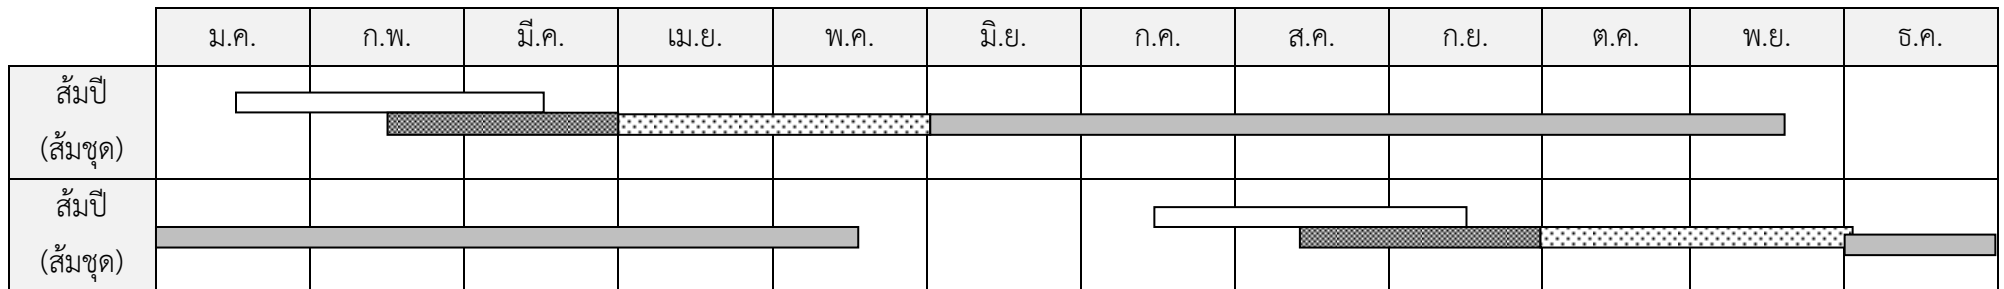 ม.ค. ก.พ. มี.ค. เม.ย. พ.ค. มิ.ย. ก.ค. ส.ค. ก.ย. ต.ค. พ.ย. ธ.ค.
ส้มปี
(ส้มชุด)
ส้มปี
(ส้มชุด)